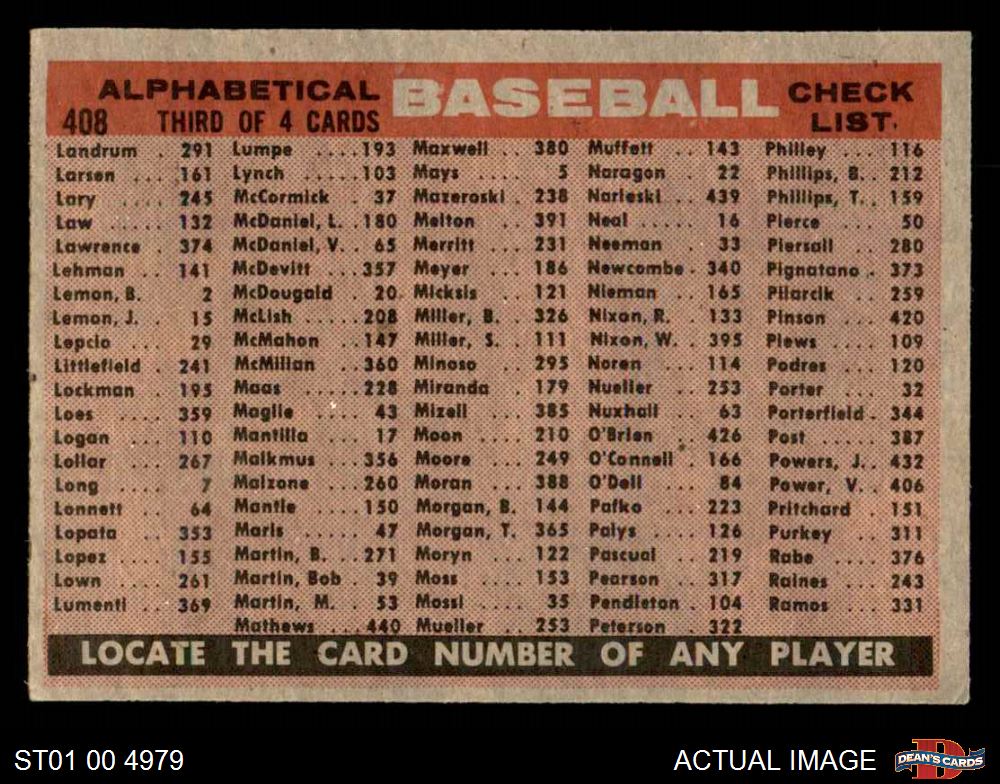 ALPHABETICAL BASEBALL CHECK
408 THIRD OF 4 CARDS LIST.
Landrum . 291
Larsen ... 161
Lary .... 245
Law .... 132
Lawrence . 374
Lehman .. 141
Lemon, B. 2
Lemon, J. . 15
Lepcio ... 29
Littlefield . 241
Lockman . 195
Loes .... 359
Logan ... 110
Lollar ... 267
Long .... 7
Lonnett .. 64
Lopata .. 353
Lopez ... 155
Lown ... 261
Lumenti .. 369
Lumpe ....193
Lynch .....103
McCormick . 37
McDaniel, L. . 180
McDaniel, V. . 65
McDevitt ...357
McDougald . 20
McLish .....208
McMahon ..147
McMillan ...360
Maas .....228
Maglie .... 43
Mantilla ... 17
Malkmus ...356
Malzone ...260
Mantle ....150
Maris ..... 47
Martin, B. ..271
Martin, Bob . 39
Martin, M. . 53
Mathews ...440
Maxwell .. 380
Mays .... 5
Mazeroski . 238
Melton ... 391
Merritt ... 231
Meyer ... 186
Micksis .. 121
Miller, B. . 326
Miller, S. . 111
Minoso .. 295
Miranda .. 179
Mizell ... 385
Moon .... 210
Moore ... 249
Moran ... 388
Morgan, B. 144
Morgan, T. 365
Moryn ... 122
Moss .... 153
Mossi .... 35
Mueller .. 253
Muffett .. 143
Naragon .. 22
Narleski .. 439
Neal ..... 16
Neeman .. 33
Newcombe . 340
Nieman .. 165
Nixon, R. . 133
Nixon, W. . 395
Noren ... 114
Nueller .. 253
Nuxhall .. 63
O'Brien .. 426
O'Connell . 166
O'Dell ... 84
Pafko ... 223
Palys .... 126
Pascual .. 219
Pearson .. 317
Pendleton . 104
Peterson .. 322
Philley ... 116
Phillips, B. . 212
Phillips, T. . 159
Pierce ... 50
Piersall .. 280
Pignatano . 373
Pilarcik .. 259
Pinson ... 420
Plews ... 109
Podres ... 120
Porter ... 32
Porterfield . 344
Post .... 387
Powers, J. . 432
Power, V. . 406
Pritchard . 151
Purkey .. 311
Rabe .... 376
Raines ... 243
Ramos ... 331
LOCATE THE CARD NUMBER OF ANY PLAYER
ST01 00 4979
ACTUAL IMAGE
D
DEAN'S CARDS